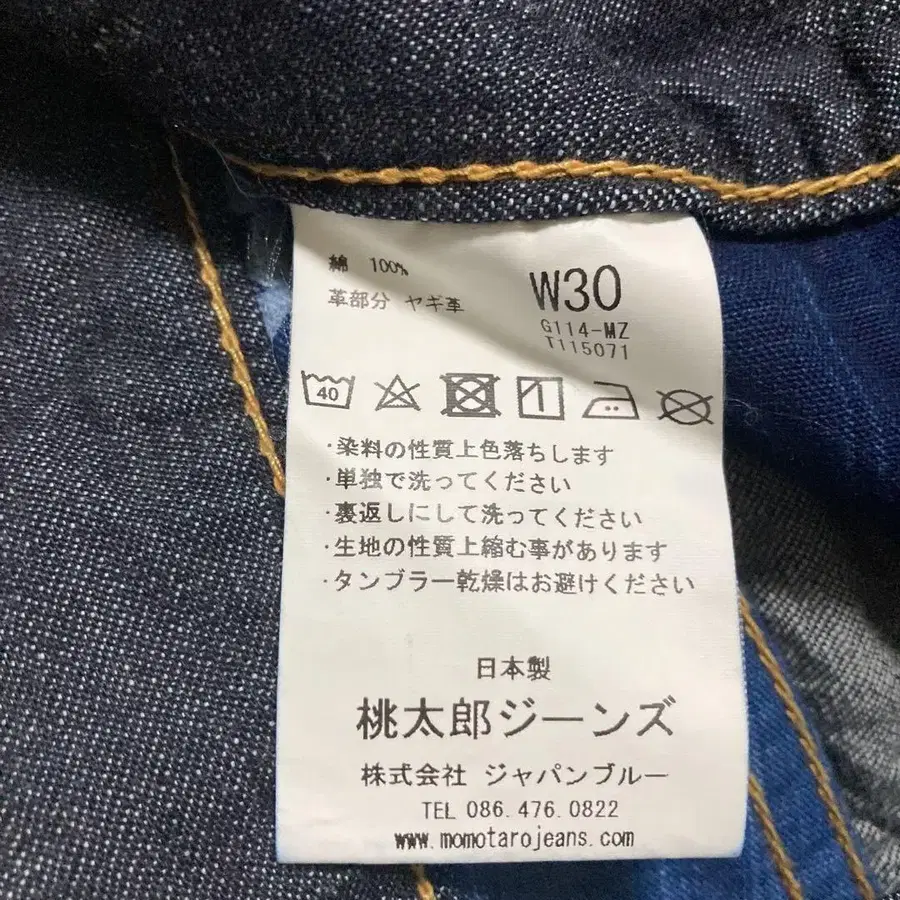 綿 100%
革部分 ヤギ革
W30
G114-MZ
T115071
40
・染料の性質上色落ちします
・単独で洗ってください
・裏返しにして洗ってください
・生地の性質上縮む事があります
・タンブラー乾燥はお避けください
日本製
桃太郎ジーンズ
株式会社 ジャパンブルー
TEL 086.476.0822
www.momotarojeans.com